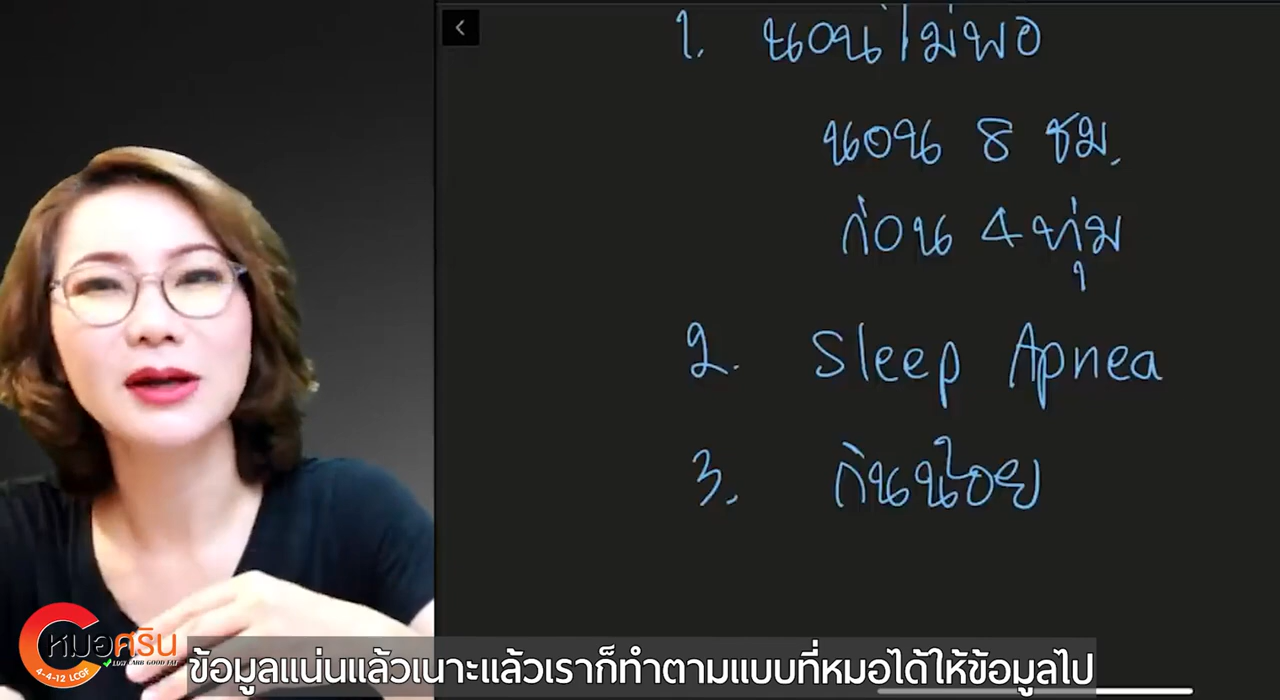 1. นอนไม่พอ
นอน 8 ชม.
ก่อน 4 ทุ่ม
2. Sleep Apnea
3. กินน้อย
หมอศริน
LOW CARB GOOD FAT
4-4-12 LCGF
ข้อมูลแน่นแล้วเนาะแล้วเราก็ทำตามแบบที่หมอได้ให้ข้อมูลไป